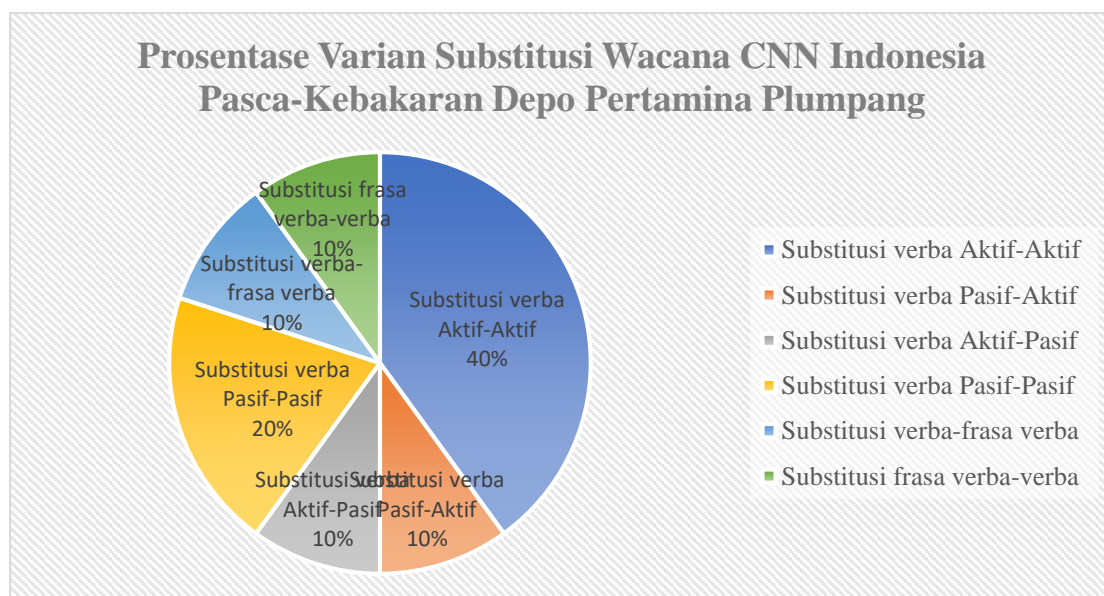 Prosentase Varian Substitusi Wacana CNN Indonesia
Pasca-Kebakaran Depo Pertamina Plumpang
Substitusi frasa
verba-verba
10%
Substitusi verba-
frasa verba
10%
Substitusi verba
Aktif-Aktif
40%
Substitusi verba
Pasif-Pasif
20%
Substitusi verba
Aktif-Pasif
10%
Substitusi verba
Pasif-Aktif
10%
Substitusi verba Aktif-Aktif
Substitusi verba Pasif-Aktif
Substitusi verba Aktif-Pasif
Substitusi verba Pasif-Pasif
Substitusi verba-frasa verba
Substitusi frasa verba-verba